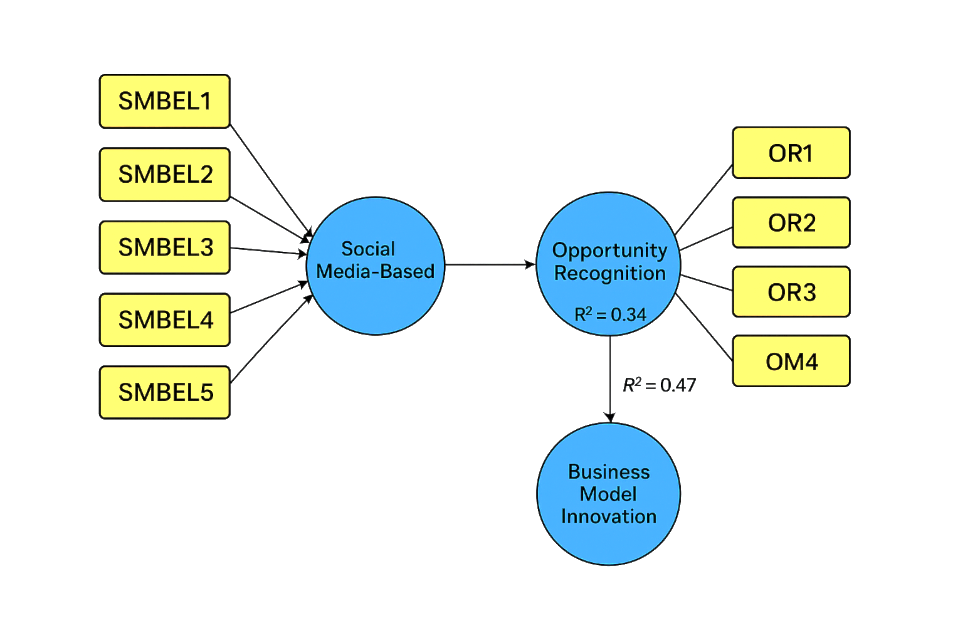 SMBEL1
SMBEL2
SMBEL3
SMBEL4
SMBEL5
Social
Media-Based
Opportunity
Recognition
R² = 0.34
R² = 0.47
Business
Model
Innovation
OR1
OR2
OR3
OM4